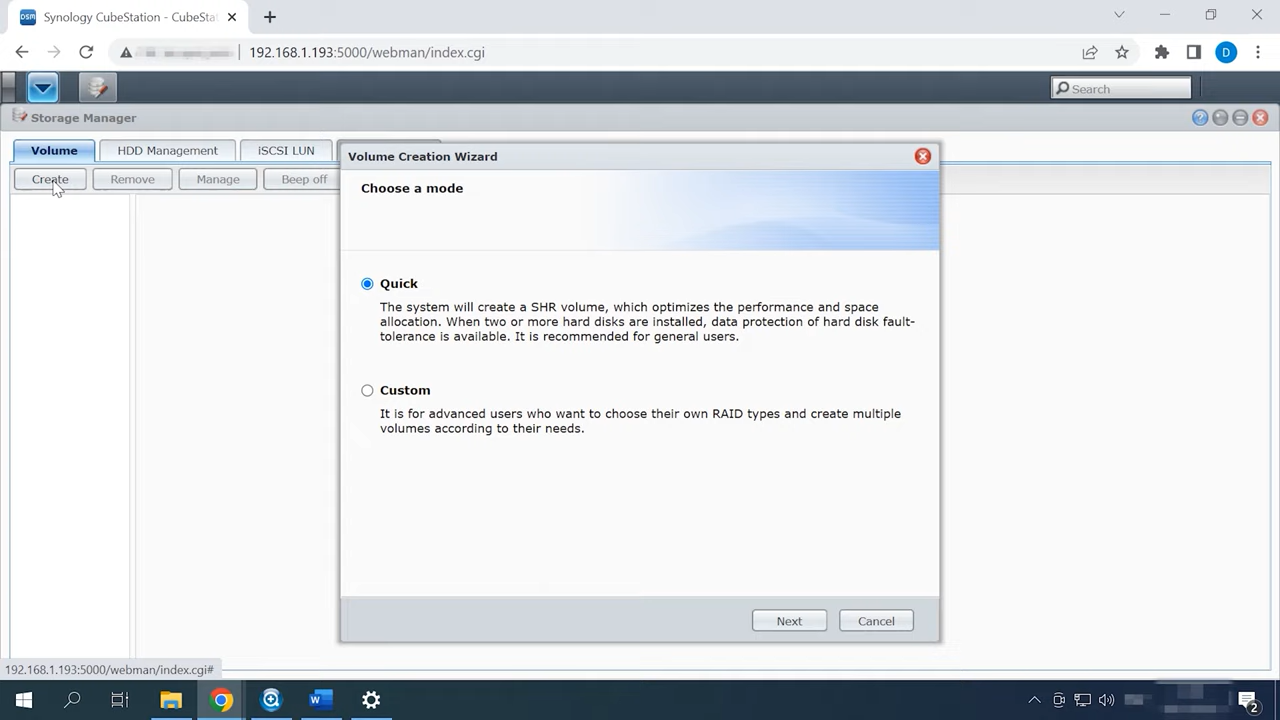 Synology CubeStation - CubeStat
192.168.1.193:5000/webman/index.cgi
D
Search
Storage Manager
Volume
HDD Management
iSCSI LUN
Create
Remove
Manage
Beep off
Volume Creation Wizard
Choose a mode
Quick
The system will create a SHR volume, which optimizes the performance and space
allocation. When two or more hard disks are installed, data protection of hard disk fault-
tolerance is available. It is recommended for general users.
Custom
It is for advanced users who want to choose their own RAID types and create multiple
volumes according to their needs.
Next
Cancel
192.168.1.193:5000/webman/index.cgi#
W
2